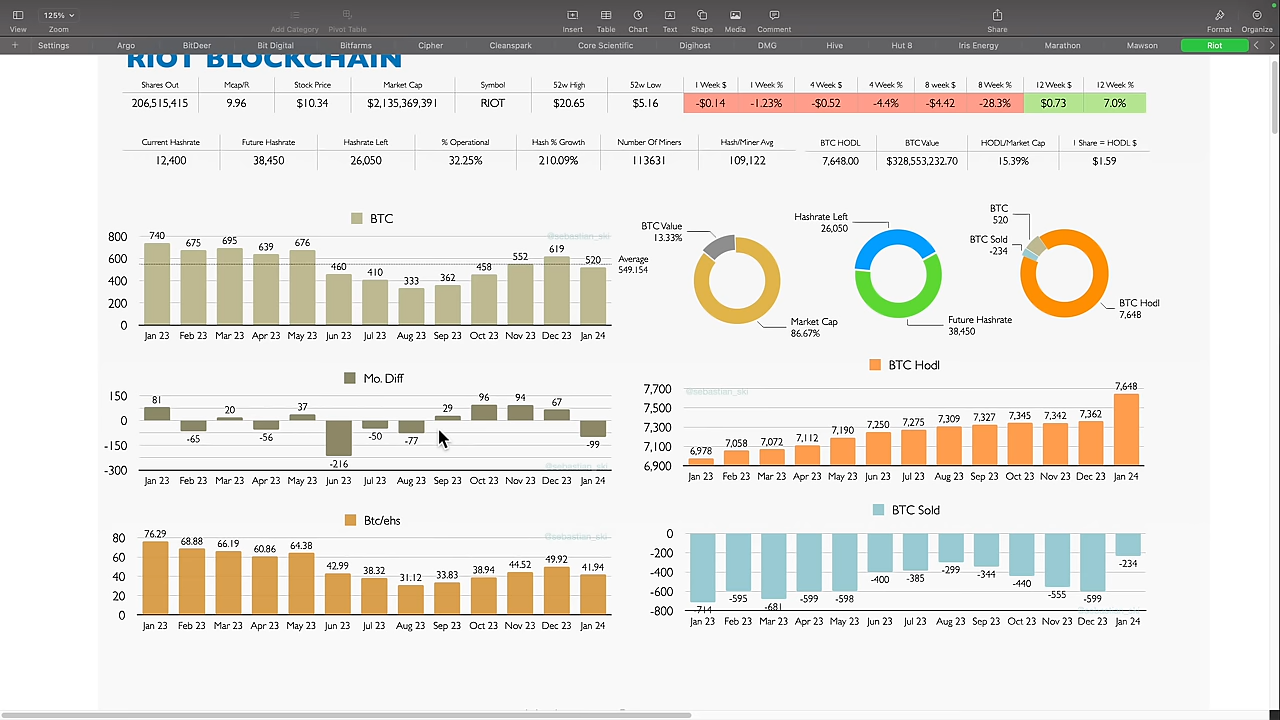 125%
View Zoom Add Category Pivot Table Insert Table Chart Text Shape Media Comment Share Format Organize
Settings Argo BitDeer Bit Digital Bitfarms Cipher Cleanspark Core Scientific Digihost DMG Hive Hut 8 Iris Energy Marathon Mawson Riot
RIOT BLOCKCHAIN
Shares Out Mcap/R Stock Price Market Cap Symbol 52w High 52w Low 1 Week $ 1 Week % 4 Week $ 4 Week % 8 week $ 8 Week % 12 Week $ 12 Week %
206,515,415 9.96 $10.34 $2,135,369,391 RIOT $20.65 $5.16 -$0.14 -1.23% -$0.52 -4.4% -$4.42 -28.3% $0.73 7.0%
Current Hashrate Future Hashrate Hashrate Left % Operational Hash % Growth Number Of Miners Hash/Miner Avg BTC HODL BTC Value HODL/Market Cap 1 Share = HODL $
12,400 38,450 26,050 32.25% 210.09% 113631 109,122 7,648.00 $328,553,232.70 15.39% $1.59
BTC
@sebastian_ski
800
600
400
200
0
740 675 695 639 676 460 410 333 362 458 552 619 520
Average
549.154
Jan 23 Feb 23 Mar 23 Apr 23 May 23 Jun 23 Jul 23 Aug 23 Sep 23 Oct 23 Nov 23 Dec 23 Jan 24
BTC Value
13.33%
Market Cap
86.67%
Hashrate Left
26,050
Future Hashrate
38,450
BTC
520
BTC Sold
-234
BTC Hodl
7,648
Mo. Diff
150
0
-150
-300
81 -65 20 -56 37 -216 -50 -77 29 96 94 67 -99
@sebastian_ski
Jan 23 Feb 23 Mar 23 Apr 23 May 23 Jun 23 Jul 23 Aug 23 Sep 23 Oct 23 Nov 23 Dec 23 Jan 24
BTC Hodl
@sebastian_ski
7,700
7,500
7,300
7,100
6,900
6,978 7,058 7,072 7,112 7,190 7,250 7,275 7,309 7,327 7,345 7,342 7,362 7,648
Jan 23 Feb 23 Mar 23 Apr 23 May 23 Jun 23 Jul 23 Aug 23 Sep 23 Oct 23 Nov 23 Dec 23 Jan 24
Btc/ehs
@sebastian_ski
80
60
40
20
0
76.29 68.88 66.19 60.86 64.38 42.99 38.32 31.12 33.83 38.94 44.52 49.92 41.94
Jan 23 Feb 23 Mar 23 Apr 23 May 23 Jun 23 Jul 23 Aug 23 Sep 23 Oct 23 Nov 23 Dec 23 Jan 24
BTC Sold
0
-200
-400
-600
-800
-714 -595 -681 -599 -598 -400 -385 -299 -344 -440 -555 -599 -234
@sebastian_ski
Jan 23 Feb 23 Mar 23 Apr 23 May 23 Jun 23 Jul 23 Aug 23 Sep 23 Oct 23 Nov 23 Dec 23 Jan 24